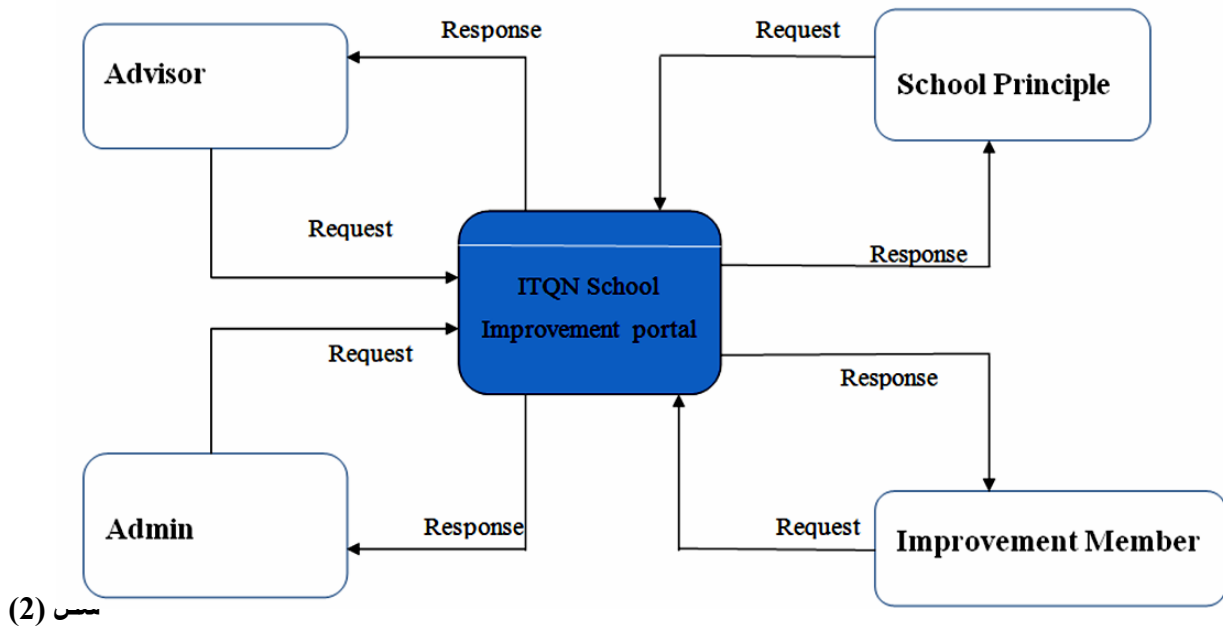 Response
Request
Advisor
School Principle
Request
Response
ITQN School
Improvement portal
Request
Response
Admin
Response
Request
Improvement Member
(2)